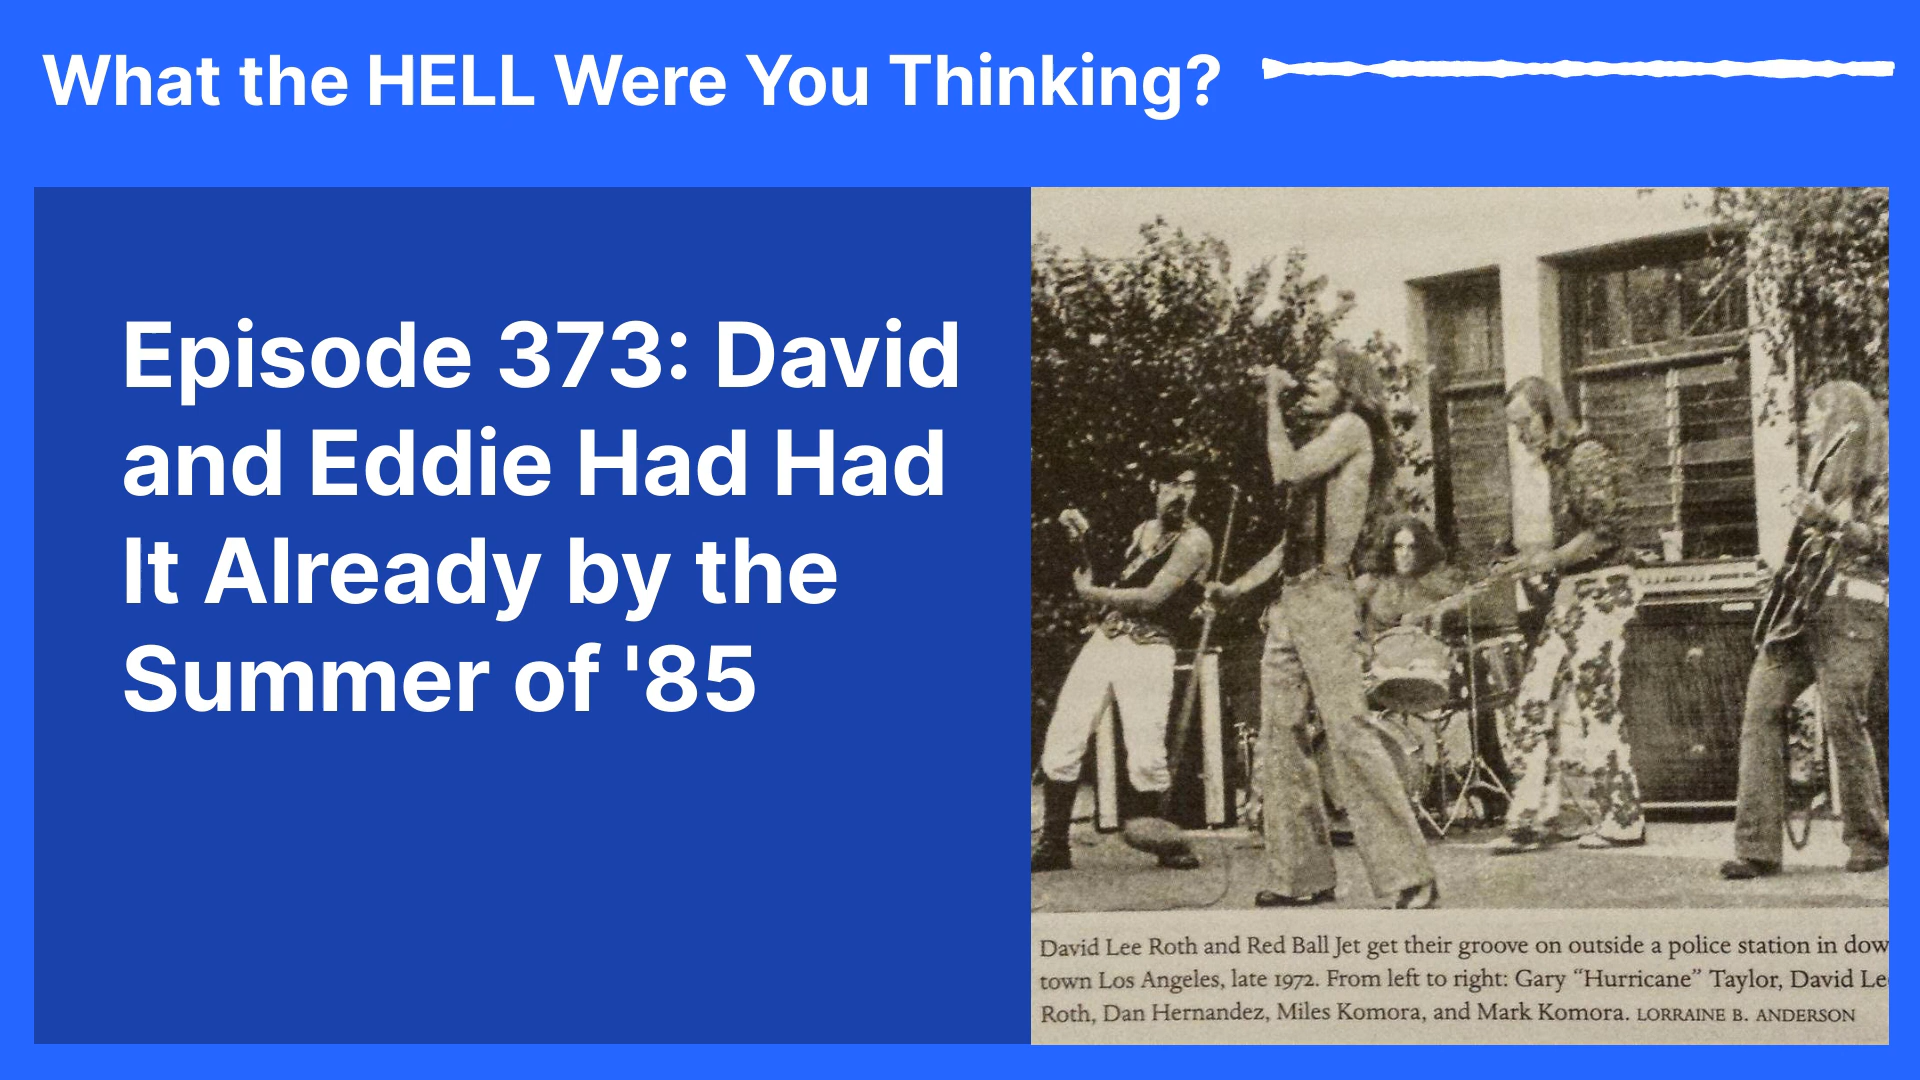 What the HELL Were You Thinking?
Episode 373: David
and Eddie Had Had
It Already by the
Summer of '85
David Lee Roth and Red Ball Jet get their groove on outside a police station in dow
town Los Angeles, late 1972. From left to right: Gary “Hurricane” Taylor, David Le
Roth, Dan Hernandez, Miles Komora, and Mark Komora. LORRAINE B. ANDERSON